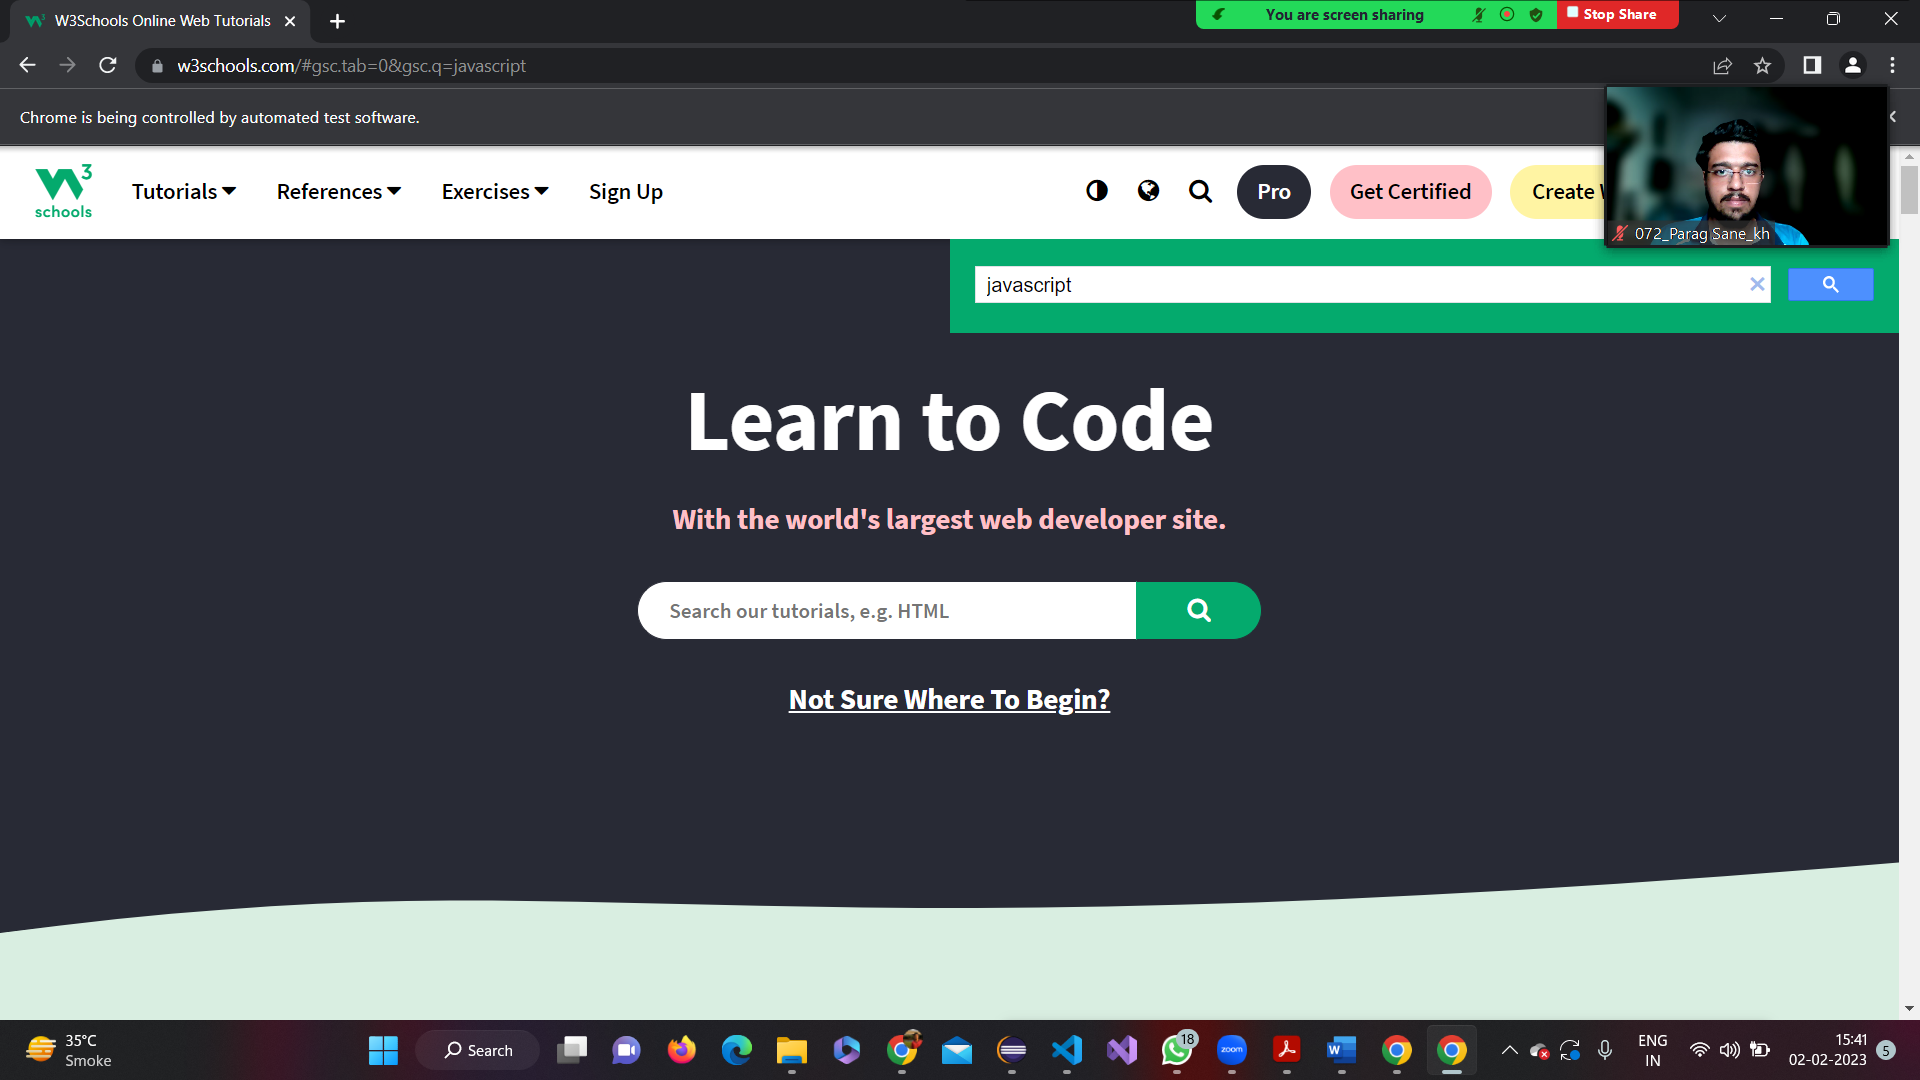 W3Schools Online Web Tutorials
You are screen sharing
Stop Share
w3schools.com/#gsc.tab=0&gsc.q=javascript
Chrome is being controlled by automated test software.
3
schools
Tutorials
References
Exercises
Sign Up
Pro
Get Certified
Create
072_Parag Sane_kh
javascript
Learn to Code
With the world's largest web developer site.
Search our tutorials, e.g. HTML
Not Sure Where To Begin?
35°C
Smoke
Search
18
zoom
ENG
IN
15:41
02-02-2023
5